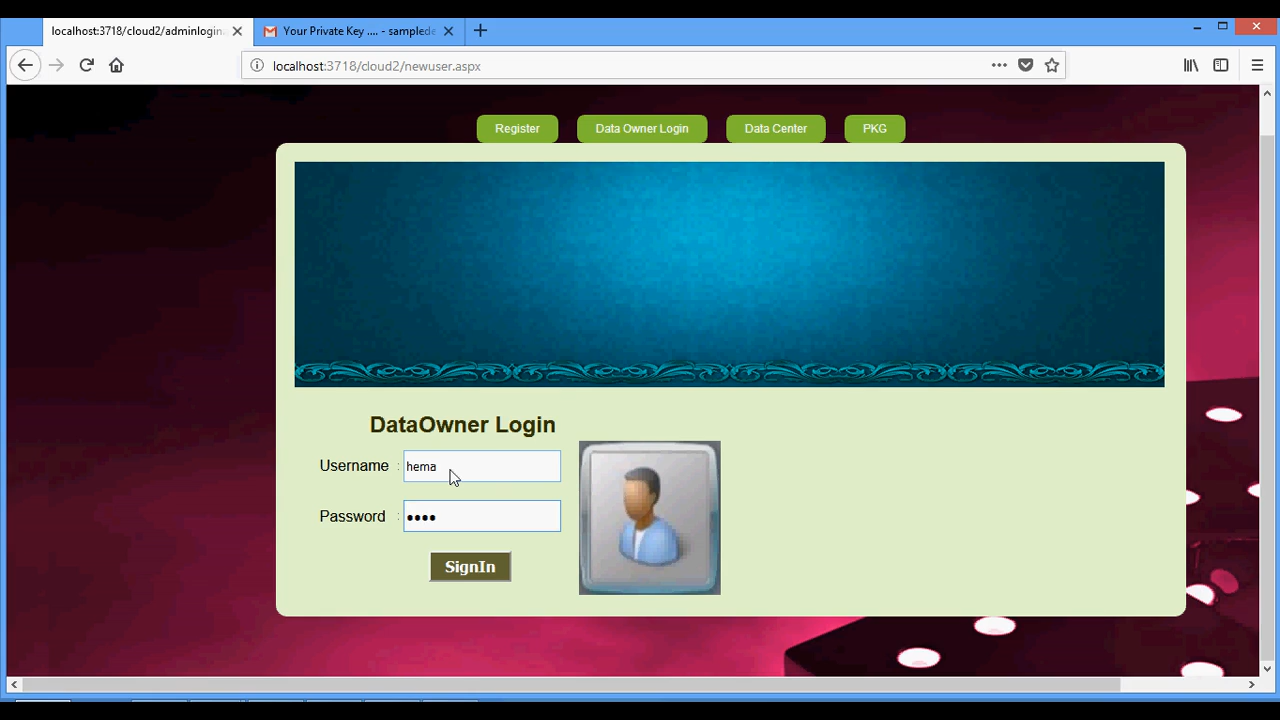 localhost:3718/cloud2/adminlogin
Your Private Key .... - samplede
localhost:3718/cloud2/newuser.aspx
Register
Data Owner Login
Data Center
PKG
DataOwner Login
Username : hema
Password : ••••
SignIn